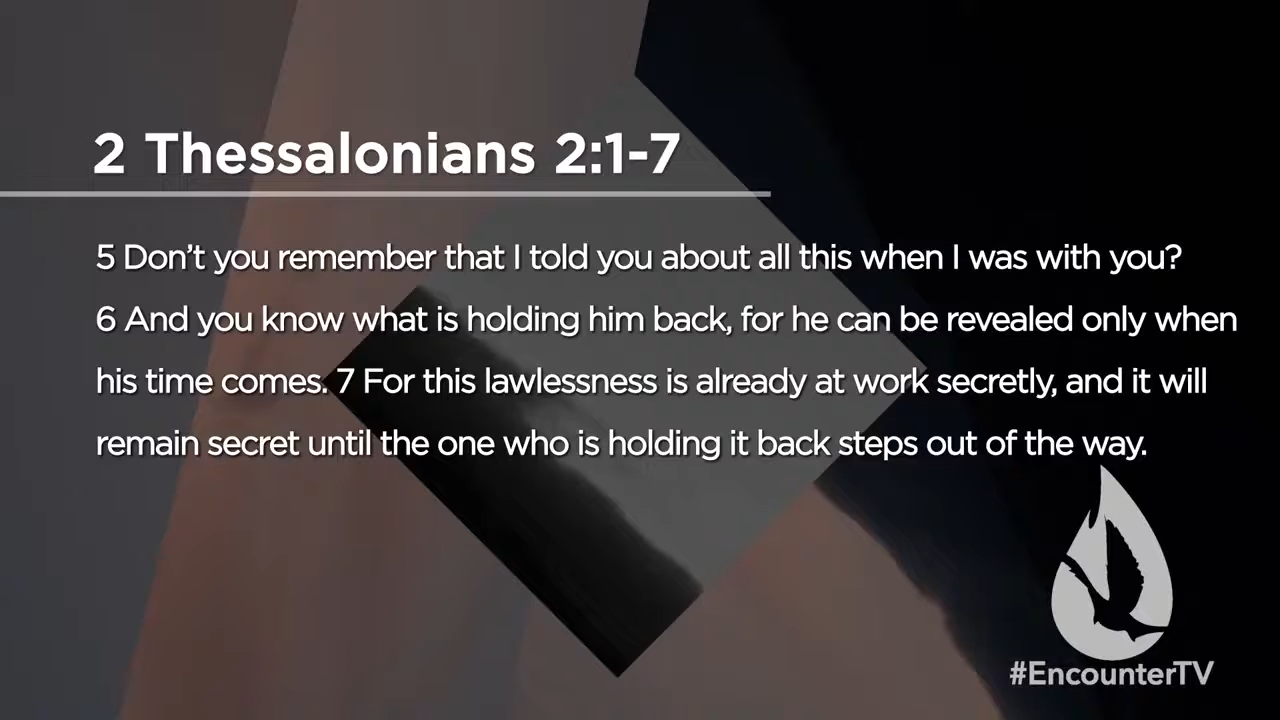 2 Thessalonians 2:1-7
5 Don’t you remember that I told you about all this when I was with you?
6 And you know what is holding him back, for he can be revealed only when
his time comes. 7 For this lawlessness is already at work secretly, and it will
remain secret until the one who is holding it back steps out of the way.
#EncounterTV